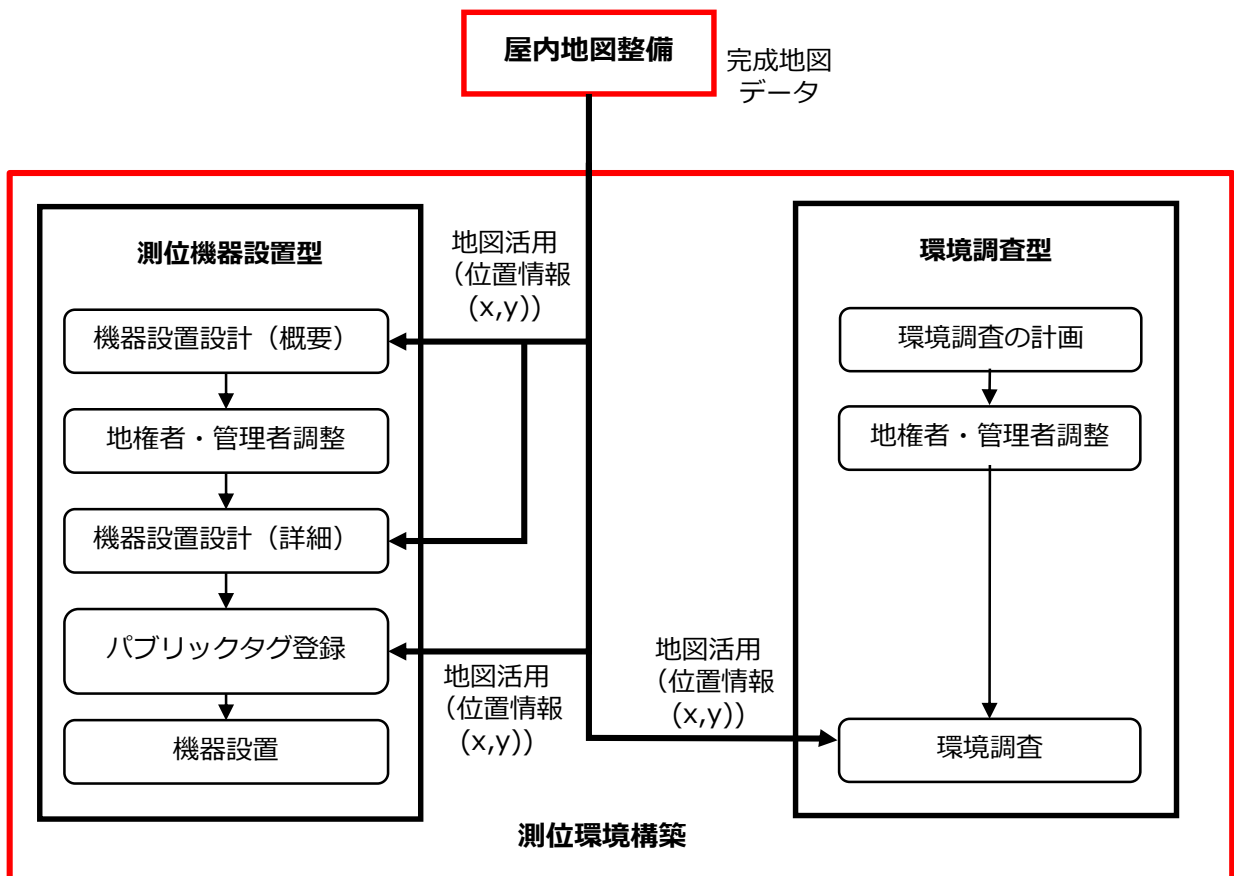 屋内地図整備
完成地図
データ
測位機器設置型
機器設置設計（概要）
地権者・管理者調整
機器設置設計（詳細）
パブリックタグ登録
機器設置
地図活用
（位置情報
(x,y)）
地図活用
（位置情報
(x,y)）
地図活用
（位置情報
(x,y)）
環境調査型
環境調査の計画
地権者・管理者調整
環境調査
測位環境構築